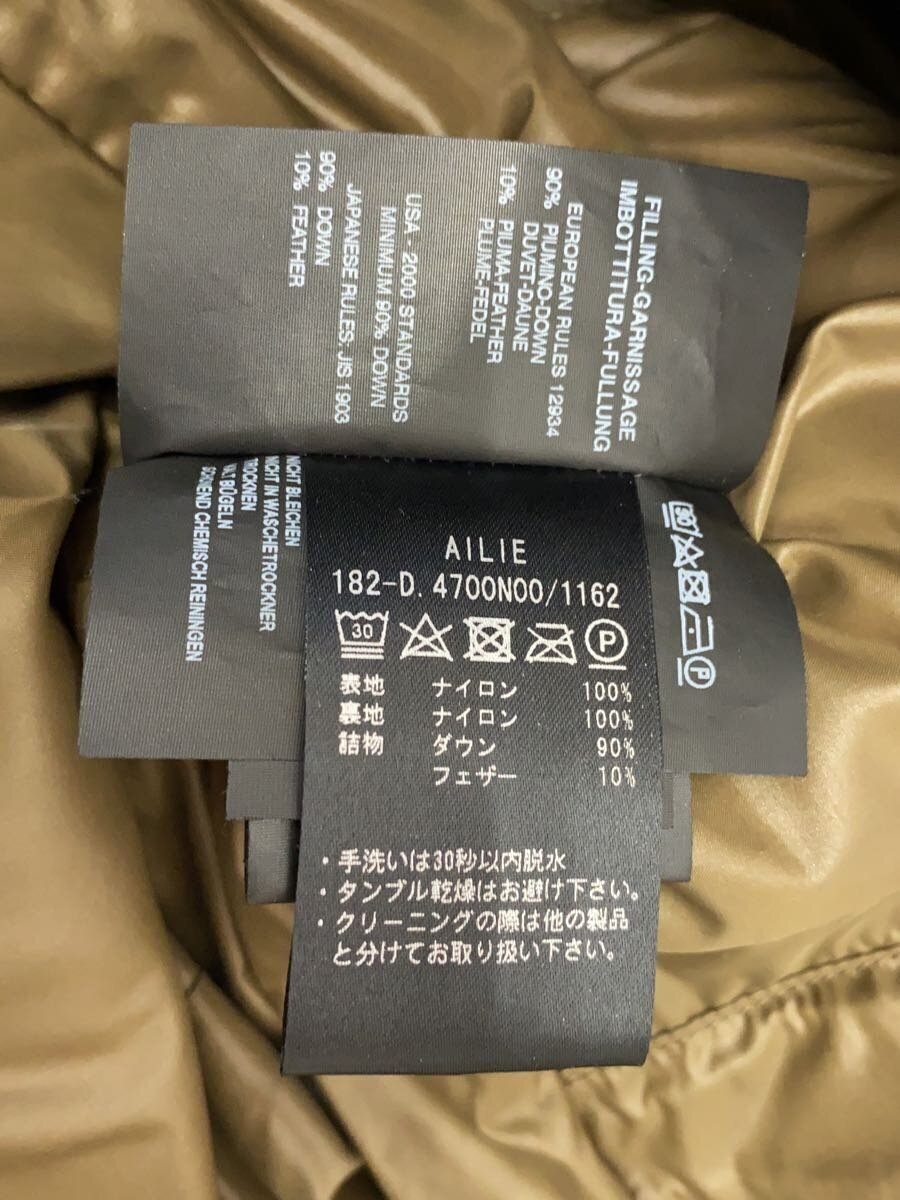 FILLING-GARNISSAGE
IMBOTTITURA-FULLUNG
EUROPEAN RULES 12934
90% PIUMINO-DOWN
DUVET-DAUNE
10% PIUMA-FEATHER
PLUME-FEDEL
USA - 2000 STANDARDS
MINIMUM 90% DOWN
JAPANESE RULES. JIS 1903
90% DOWN
10% FEATHER
NICHT BLEICHEN
NICHT IN WASCHETROCKNER
TROCKNEN
KALT BÜGELN
SCHNEND CHEMISCH REININGEN
30
P
AILIE
182-D. 4700N00/1162
30
P
表地 ナイロン 100%
裏地 ナイロン 100%
詰物 ダウン 90%
フェザー 10%
・手洗いは30秒以内脱水
・タンブル乾燥はお避け下さい。
・クリーニングの際は他の製品
と分けてお取り扱い下さい。